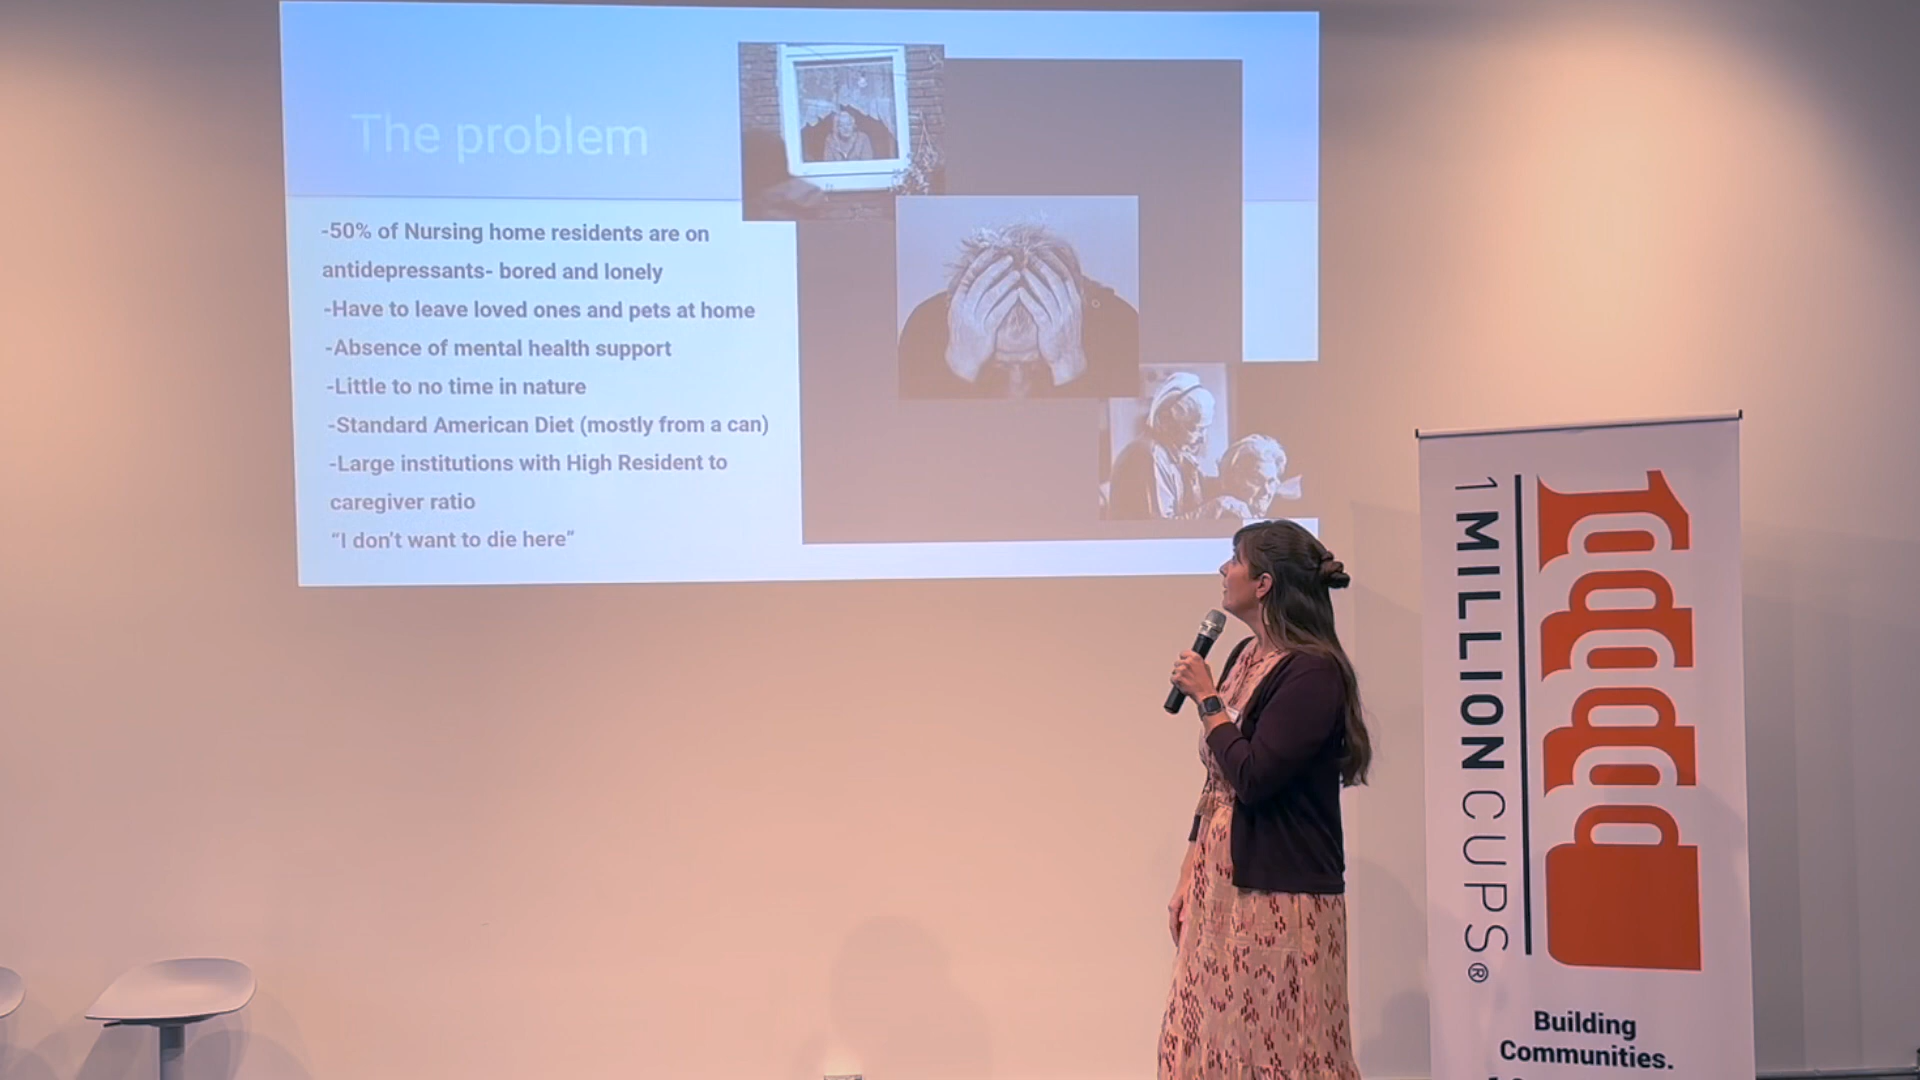 The problem
-50% of Nursing home residents are on
antidepressants- bored and lonely
-Have to leave loved ones and pets at home
-Absence of mental health support
-Little to no time in nature
-Standard American Diet (mostly from a can)
-Large institutions with High Resident to
caregiver ratio
“I don't want to die here”
1 MILLION CUPS®
Building
Communities.